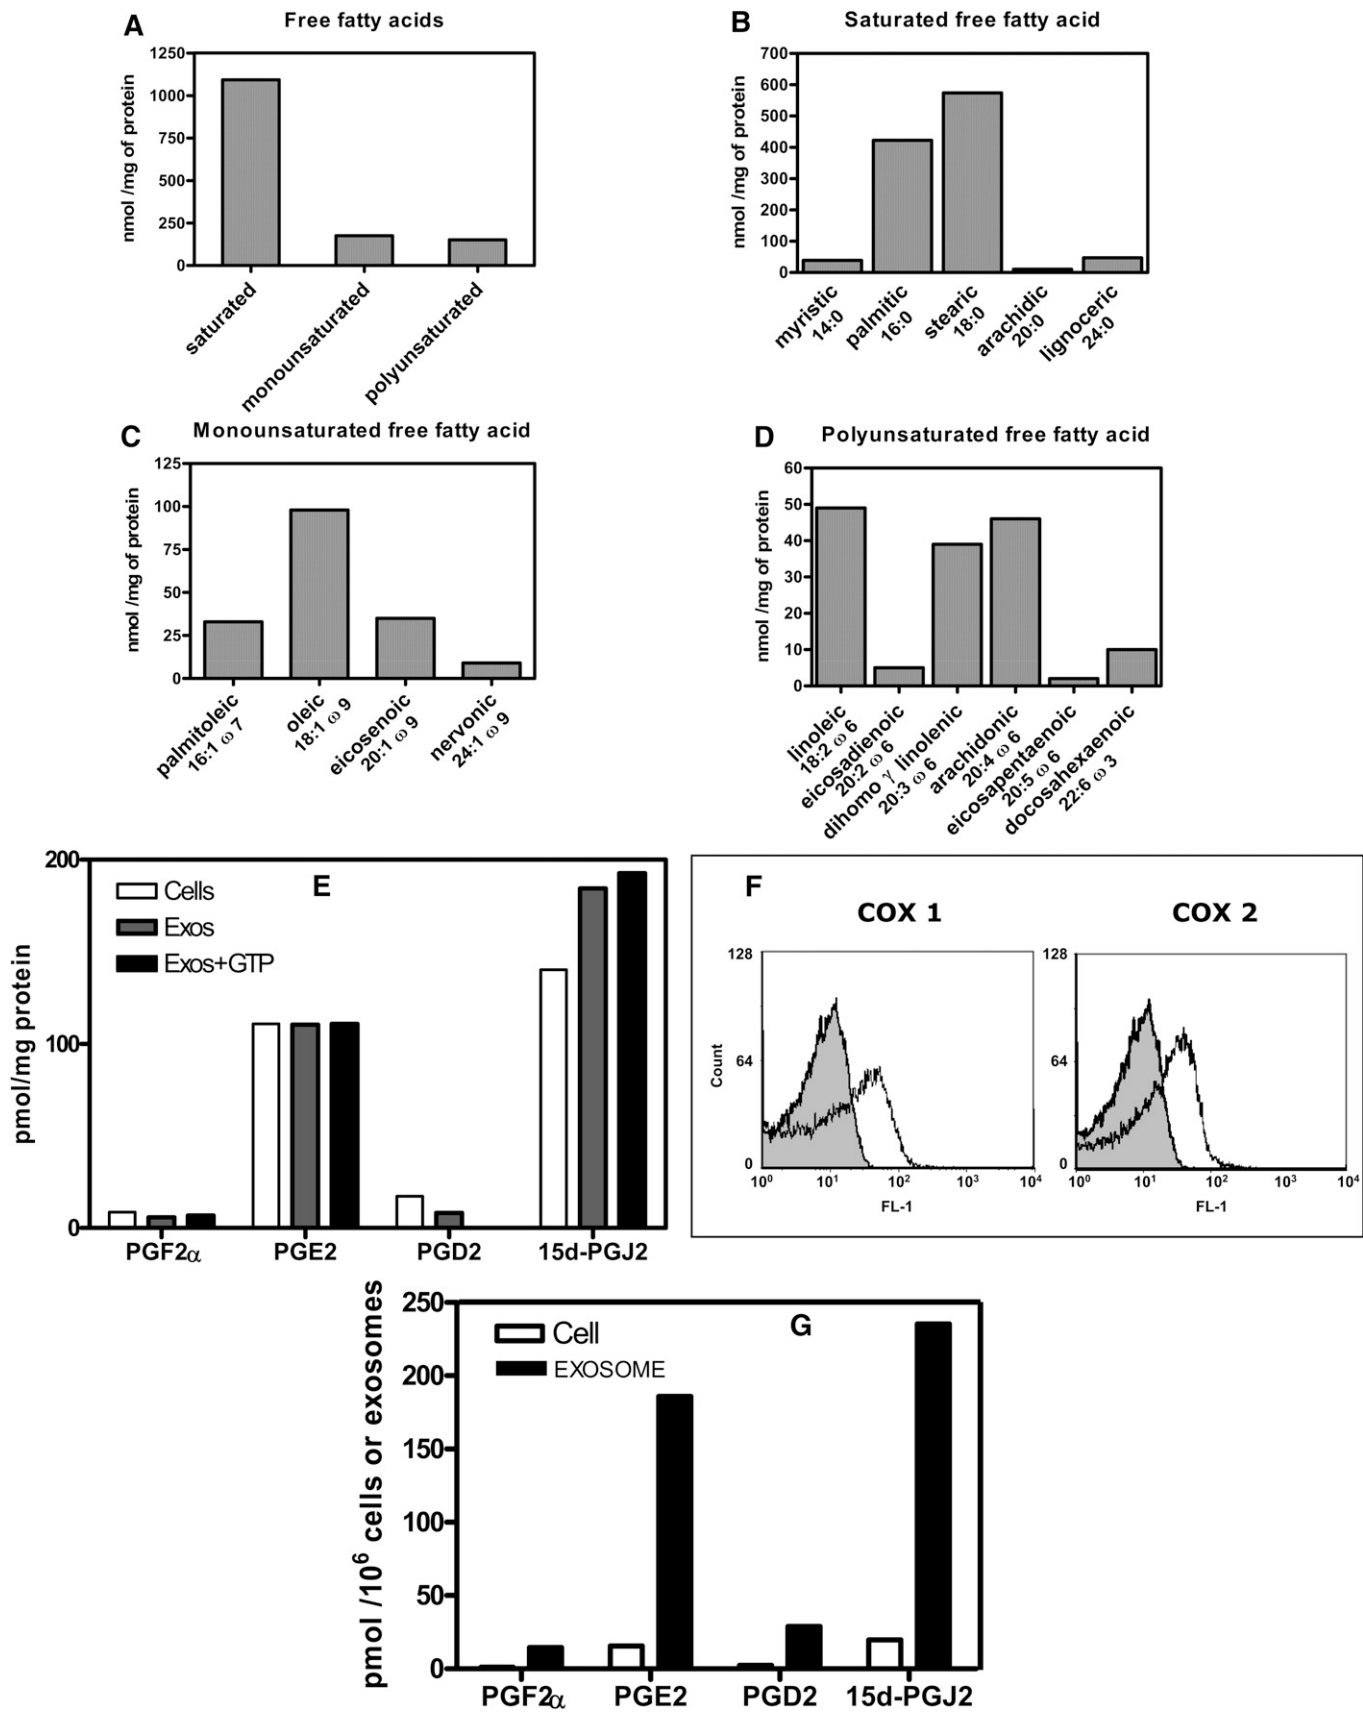 A Free fatty acids
nmol /mg of protein
1250
1000
750
500
250
0
saturated
monounsaturated
polyunsaturated
B Saturated free fatty acid
nmol /mg of protein
700
600
500
400
300
200
100
0
myristic
14:0
palmitic
16:0
stearic
18:0
arachidic
20:0
lignoceric
24:0
C Monounsaturated free fatty acid
nmol /mg of protein
125
100
75
50
25
0
palmitoleic
16:1 ω 7
oleic
18:1 ω 9
eicosenoic
20:1 ω 9
nervonic
24:1 ω 9
D Polyunsaturated free fatty acid
nmol /mg of protein
60
50
40
30
20
10
0
linoleic
18:2 ω 6
eicosadienoic
20:2 ω 6
dihomo γ linolenic
20:3 ω 6
arachidonic
20:4 ω 6
eicosapentaenoic
20:5 ω 6
docosahexaenoic
22:6 ω 3
E
pmol/mg protein
200
100
0
Cells
Exos
Exos+GTP
PGF2α PGE2 PGD2 15d-PGJ2
F
COX 1
Count
128
64
0
10⁰ 10¹ 10² 10³ 10⁴
FL-1
COX 2
128
64
0
10⁰ 10¹ 10² 10³ 10⁴
FL-1
G
pmol /10⁶ cells or exosomes
250
200
150
100
50
0
Cell
EXOSOME
PGF2α PGE2 PGD2 15d-PGJ2